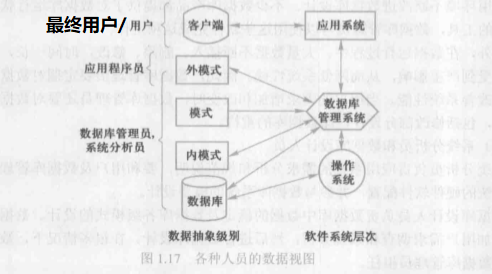 最终用户/用户
客户端
应用系统
应用程序员
外模式
模式
数据库
管理系统
数据库管理员,
系统分析员
内模式
操作
系统
数据库
数据抽象级别
软件系统层次
图 1.17 各种人员的数据视图